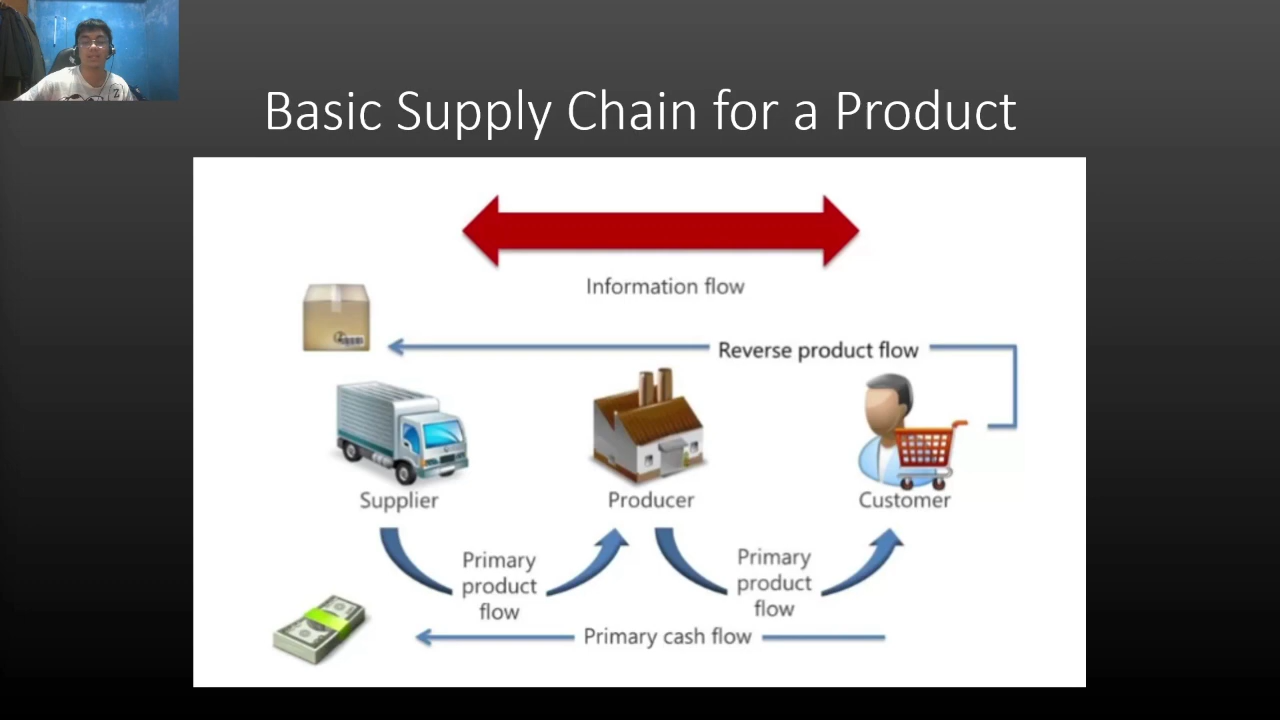 Basic Supply Chain for a Product
Information flow
Reverse product flow
Supplier
Producer
Customer
Primary
product
flow
Primary
product
flow
Primary cash flow